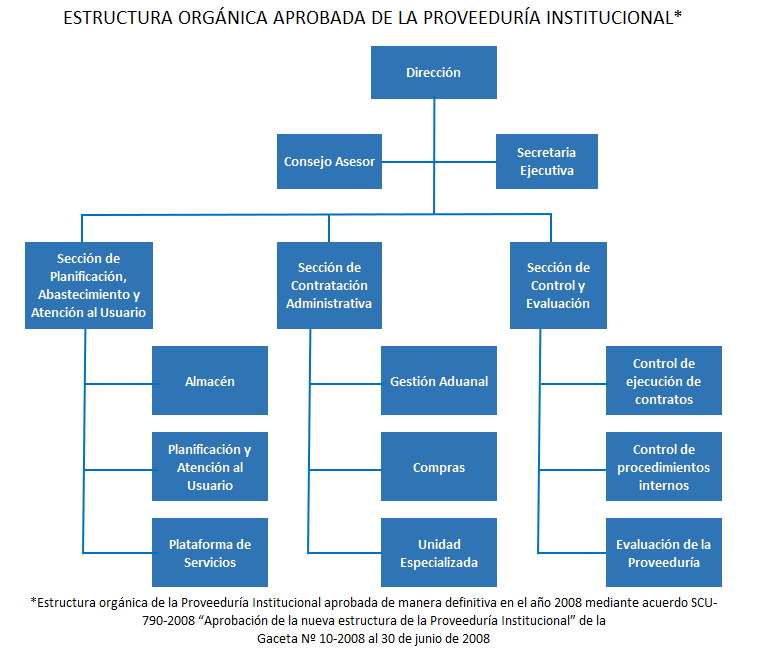 ESTRUCTURA ORGÁNICA APROBADA DE LA PROVEEDURÍA INSTITUCIONAL*
Dirección
Consejo Asesor
Secretaria
Ejecutiva
Sección de
Planificación,
Abastecimiento y
Atención al Usuario
Sección de
Contratación
Administrativa
Sección de
Control y
Evaluación
Almacén
Gestión Aduanal
Control de
ejecución de
contratos
Planificación y
Atención al
Usuario
Compras
Control de
procedimientos
internos
Plataforma de
Servicios
Unidad
Especializada
Evaluación de la
Proveeduría
*Estructura orgánica de la Proveeduría Institucional aprobada de manera definitiva en el año 2008 mediante acuerdo SCU-
790-2008 “Aprobación de la nueva estructura de la Proveeduría Institucional” de la
Gaceta Nº 10-2008 al 30 de junio de 2008